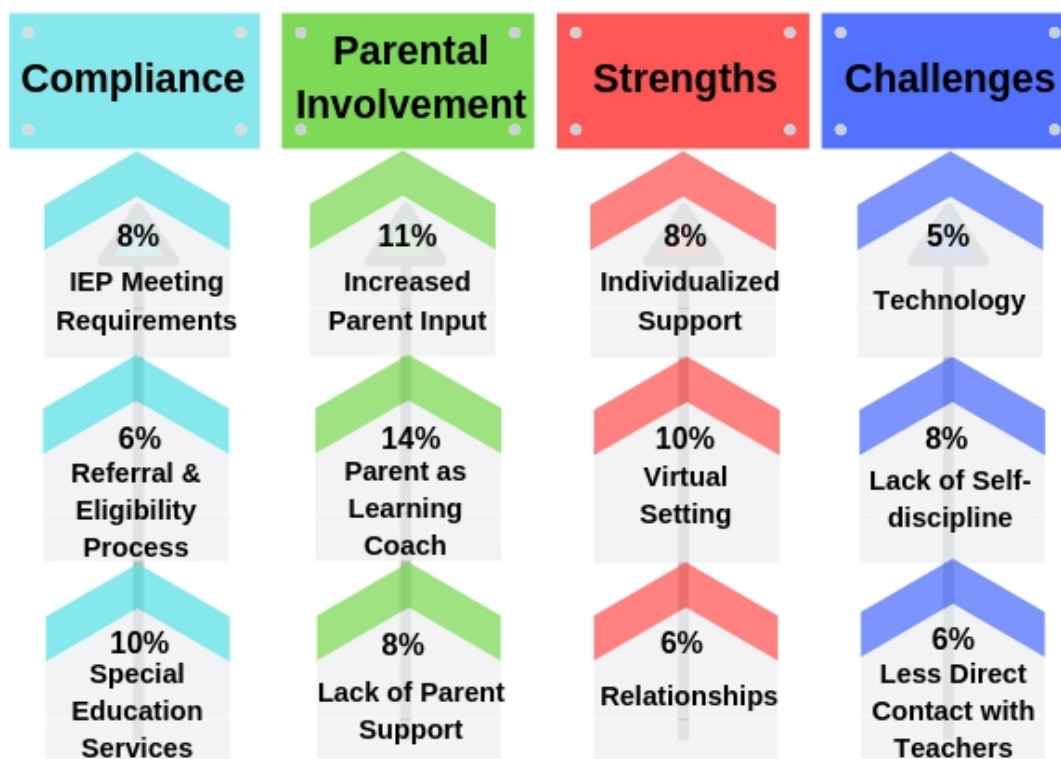 Compliance
8%
IEP Meeting
Requirements
6%
Referral &
Eligibility
Process
10%
Special
Education
Services
Parental
Involvement
11%
Increased
Parent Input
14%
Parent as
Learning
Coach
8%
Lack of Parent
Support
Strengths
8%
Individualized
Support
10%
Virtual
Setting
6%
Relationships
Challenges
5%
Technology
8%
Lack of Self-
discipline
6%
Less Direct
Contact with
Teachers